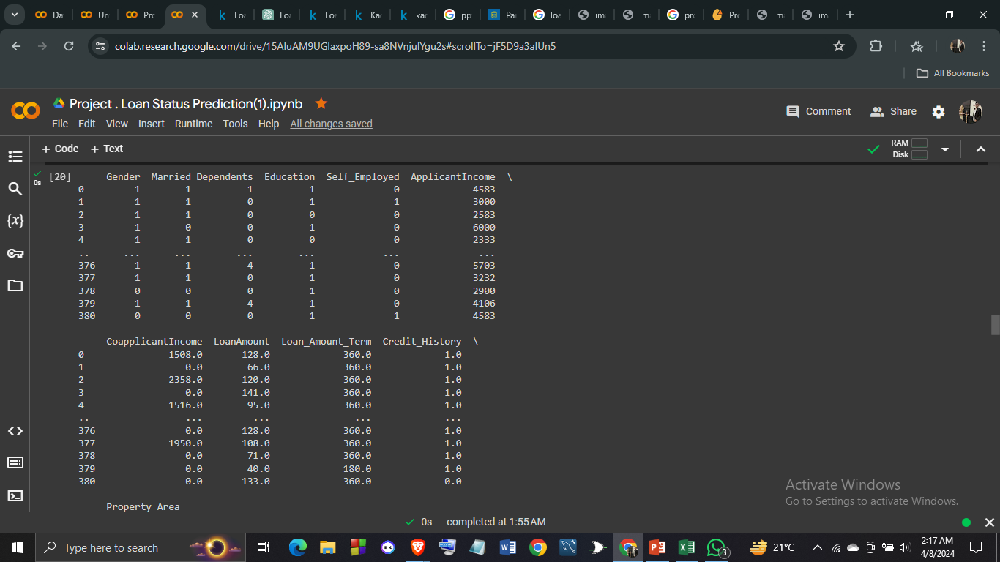 Da
Un
Pro
Loa
Loa
Loa
Ka
kag
pp
Pa
loa
im
im
pro
Pro
im
im
colab.research.google.com/drive/15AIuAM9UGIaxpoH89-sa8NVnjulYgu2s#scrollTo=jF5D9a3alUn5
All Bookmarks
Project . Loan Status Prediction(1).ipynb
File Edit View Insert Runtime Tools Help All changes saved
Comment Share
+ Code + Text
RAM
Disk
0s
[20] Gender Married Dependents Education Self_Employed ApplicantIncome \
0 1 1 1 1 0 4583
1 1 1 0 1 1 3000
2 1 1 0 0 0 2583
3 1 0 0 1 0 6000
4 1 1 0 0 0 2333
.. ... ... ... ... ... ...
376 1 1 4 1 0 5703
377 1 1 0 1 0 3232
378 0 0 0 1 0 2900
379 1 1 4 1 0 4106
380 0 0 0 1 1 4583
CoapplicantIncome LoanAmount Loan_Amount_Term Credit_History \
0 1508.0 128.0 360.0 1.0
1 0.0 66.0 360.0 1.0
2 2358.0 120.0 360.0 1.0
3 0.0 141.0 360.0 1.0
4 1516.0 95.0 360.0 1.0
.. ... ... ... ...
376 0.0 128.0 360.0 1.0
377 1950.0 108.0 360.0 1.0
378 0.0 71.0 360.0 1.0
379 0.0 40.0 180.0 1.0
380 0.0 133.0 360.0 0.0
Property_Area
Activate Windows
Go to Settings to activate Windows.
0s completed at 1:55 AM
Type here to search
3
21°C
2:17 AM
4/8/2024